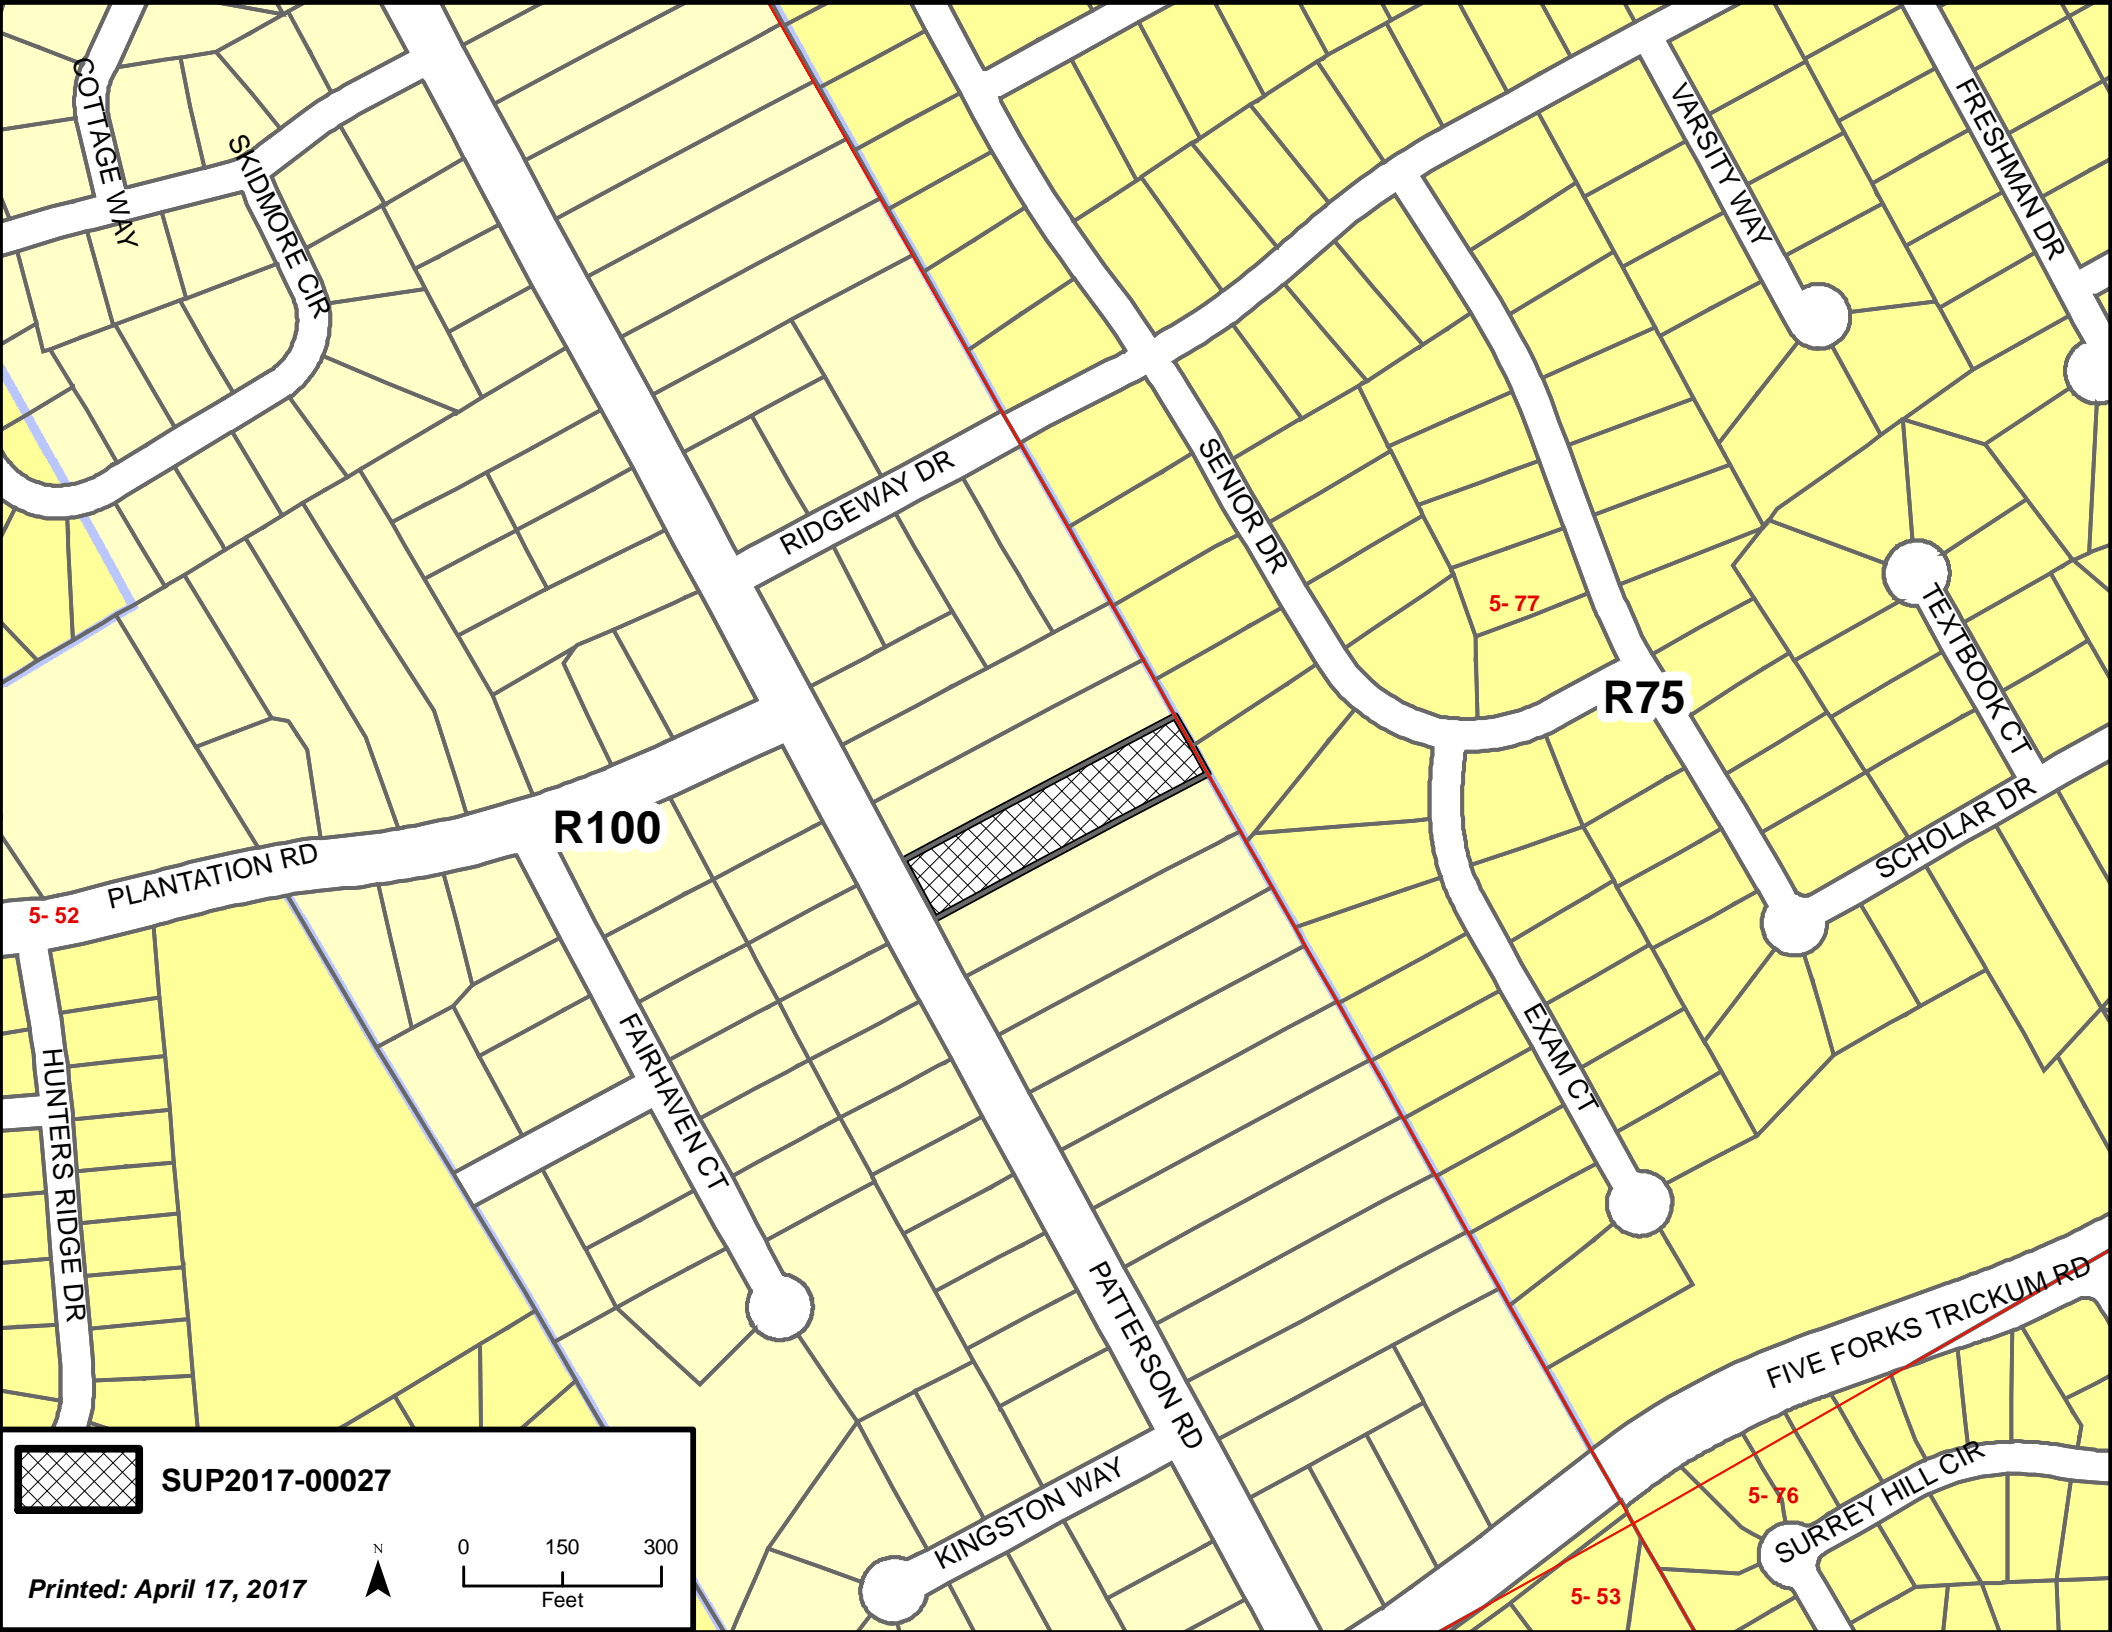 COTTAGE WAY
SKIDMORE CIR
VARSITY WAY
FRESHMAN DR
RIDGEWAY DR
SENIOR DR
5- 77
R75
TEXTBOOK CT
R100
SCHOLAR DR
PLANTATION RD
5- 52
EXAM CT
FAIRHAVEN CT
HUNTERS RIDGE DR
PATTERSON RD
FIVE FORKS TRICKUM RD
KINGSTON WAY
5- 76
SURREY HILL CIR
5- 53
SUP2017-00027
N
0 150 300
Feet
Printed: April 17, 2017